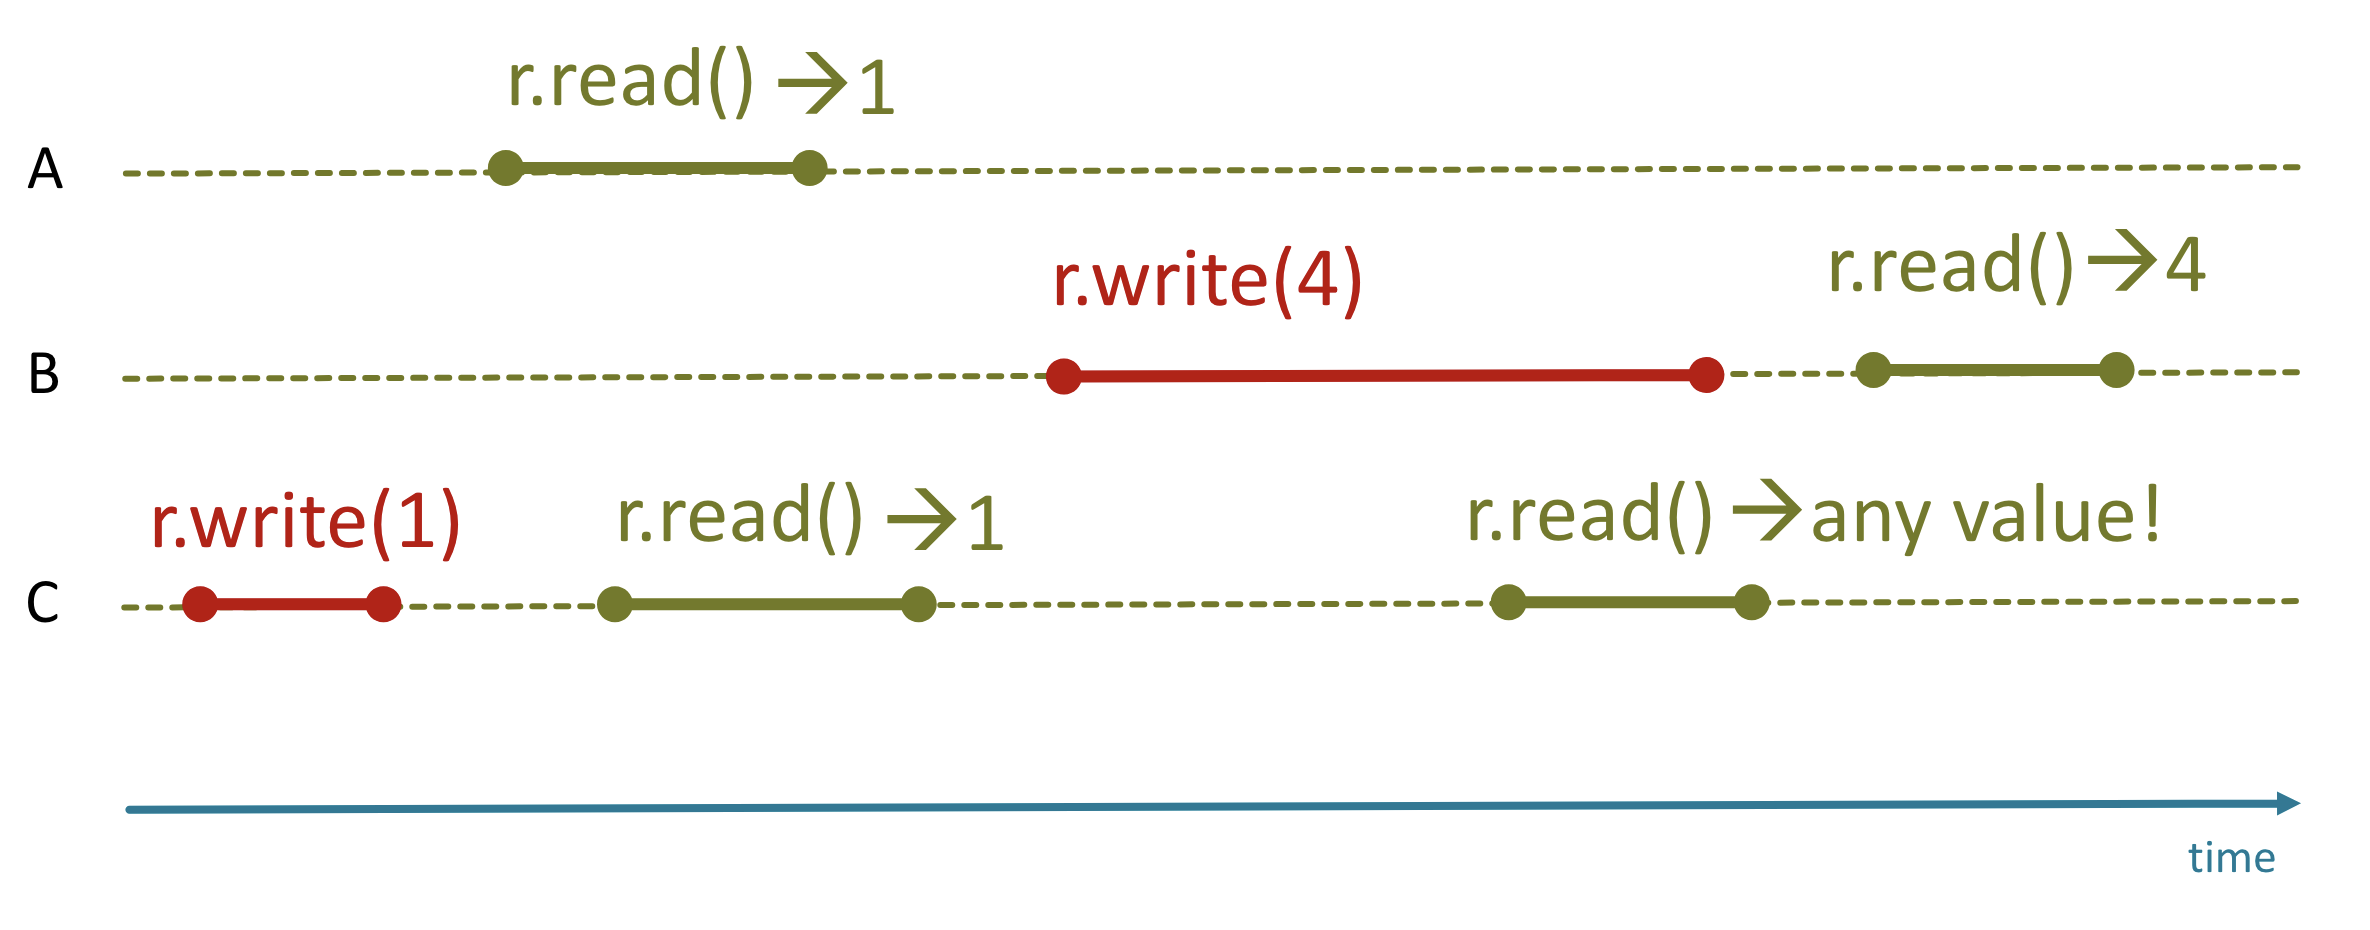 r.read() →1
A
r.write(4)
r.read()→4
B
r.write(1)
r.read() →1
r.read() →any value!
C
time